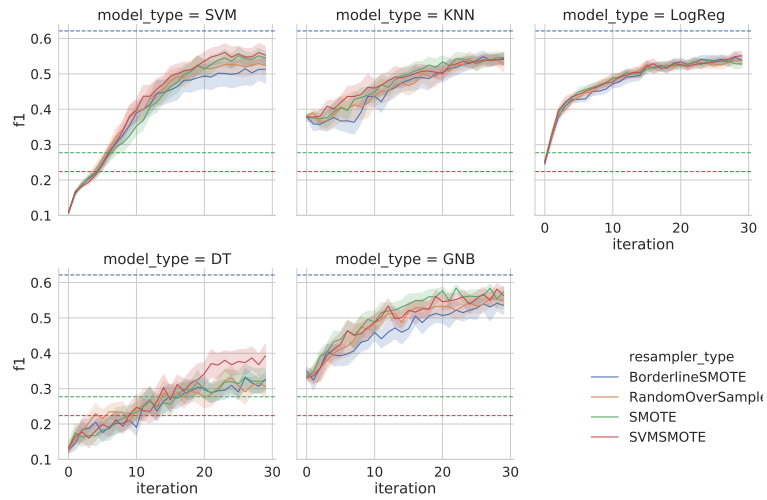 model_type = SVM
model_type = KNN
model_type = LogReg
0.6
0.5
0.4
0.3
0.2
0.1
f1
0 10 20 30
iteration
model_type = DT
model_type = GNB
0.6
0.5
0.4
0.3
0.2
0.1
f1
0 10 20 30
iteration
0 10 20 30
iteration
resampler_type
BorderlineSMOTE
RandomOverSample
SMOTE
SVMSMOTE